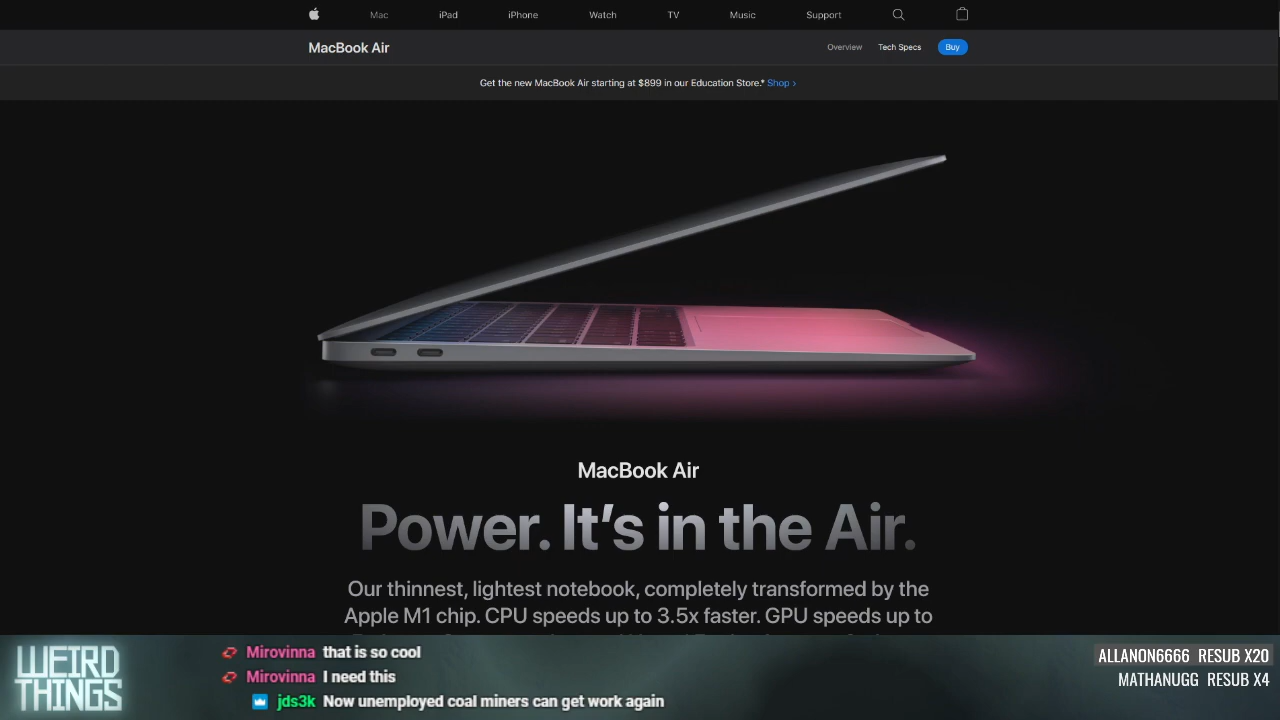 Mac iPad iPhone Watch TV Music Support
MacBook Air
Overview Tech Specs Buy
Get the new MacBook Air starting at $899 in our Education Store.* Shop >
MacBook Air
Power. It's in the Air.
Our thinnest, lightest notebook, completely transformed by the
Apple M1 chip. CPU speeds up to 3.5x faster. GPU speeds up to
WEIRD
THINGS
Mirovinna that is so cool
Mirovinna I need this
jds3k Now unemployed coal miners can get work again
ALLANON6666 RESUB X20
MATHANUGG RESUB X4